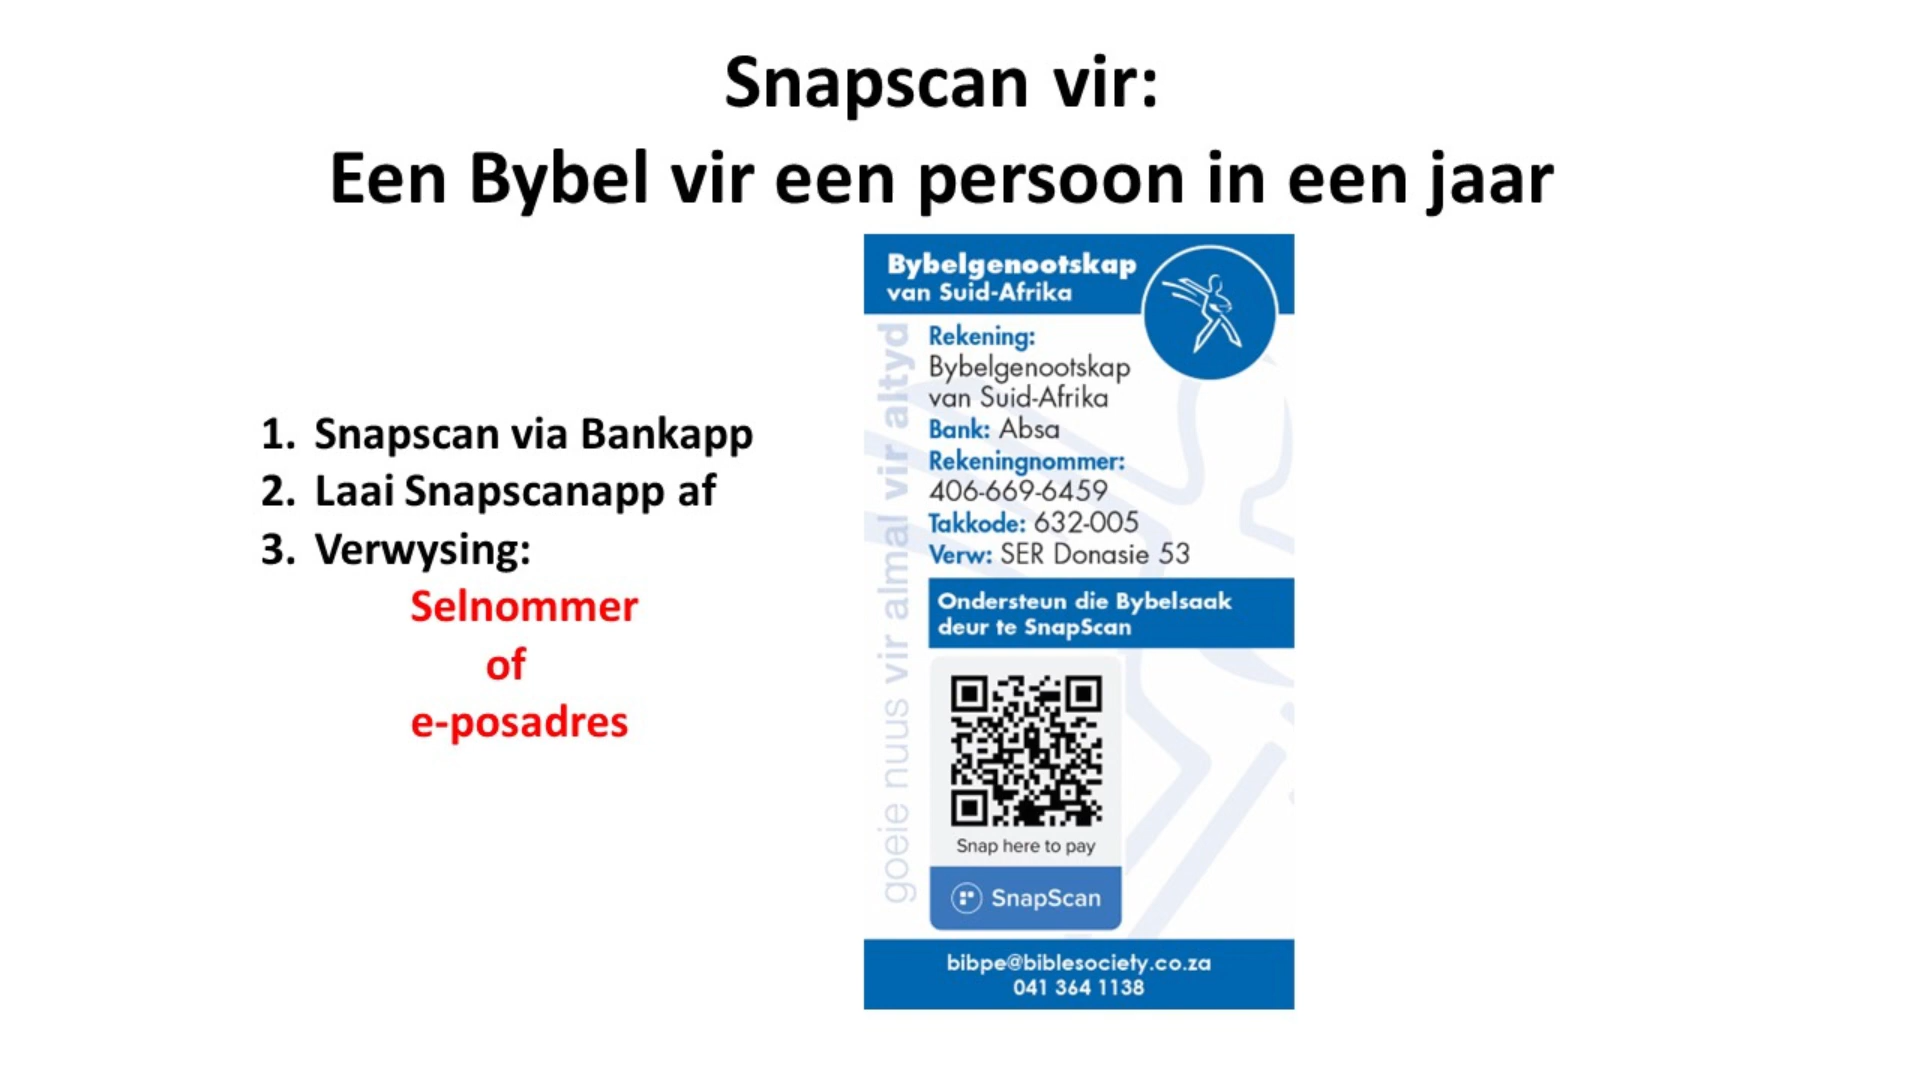 Snapscan vir:
Een Bybel vir een persoon in een jaar
1. Snapscan via Bankapp
2. Laai Snapscanapp af
3. Verwysing:
Selnommer
of
e-posadres
Bybelgenootskap
van Suid-Afrika
goeie nuus vir almal vir altyd
Rekening:
Bybelgenootskap
van Suid-Afrika
Bank: Absa
Rekeningnommer:
406-669-6459
Takkode: 632-005
Verw: SER Donasie 53
Ondersteun die Bybelsaak
deur te SnapScan
Snap here to pay
SnapScan
bibpe@biblesociety.co.za
041 364 1138